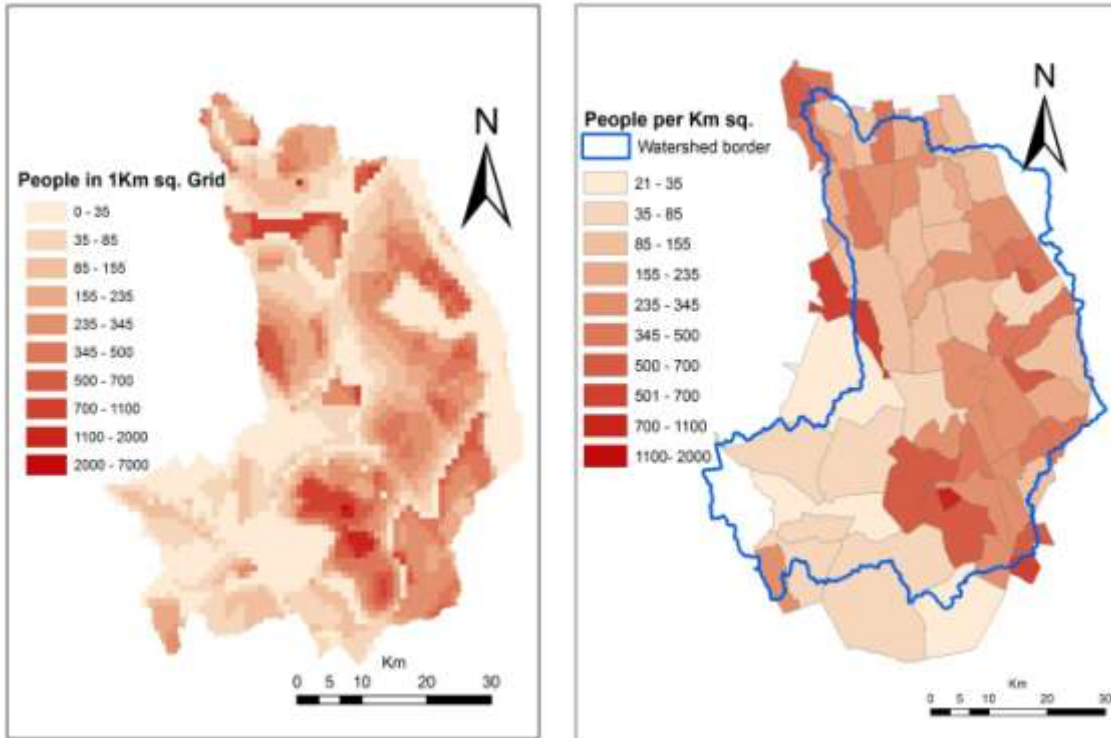 N
People in 1Km sq. Grid
0 - 35
35 - 85
85 - 155
155 - 235
235 - 345
345 - 500
500 - 700
700 - 1100
1100 - 2000
2000 - 7000
Km
0 5 10 20 30
N
People per Km sq.
Watershed border
21 - 35
35 - 85
85 - 155
155 - 235
235 - 345
345 - 500
500 - 700
501 - 700
700 - 1100
1100- 2000
Km
0 5 10 20 30